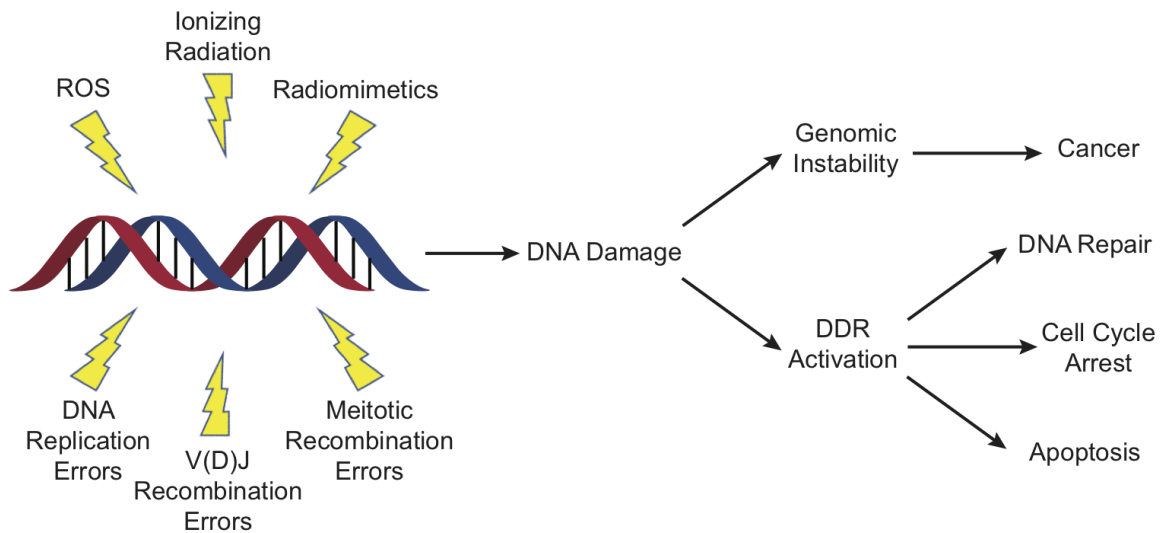 Ionizing
Radiation
ROS
Radiomimetics
DNA Damage
Genomic
Instability
Cancer
DDR
Activation
DNA Repair
Cell Cycle
Arrest
Apoptosis
DNA
Replication
Errors
V(D)J
Recombination
Errors
Meitotic
Recombination
Errors